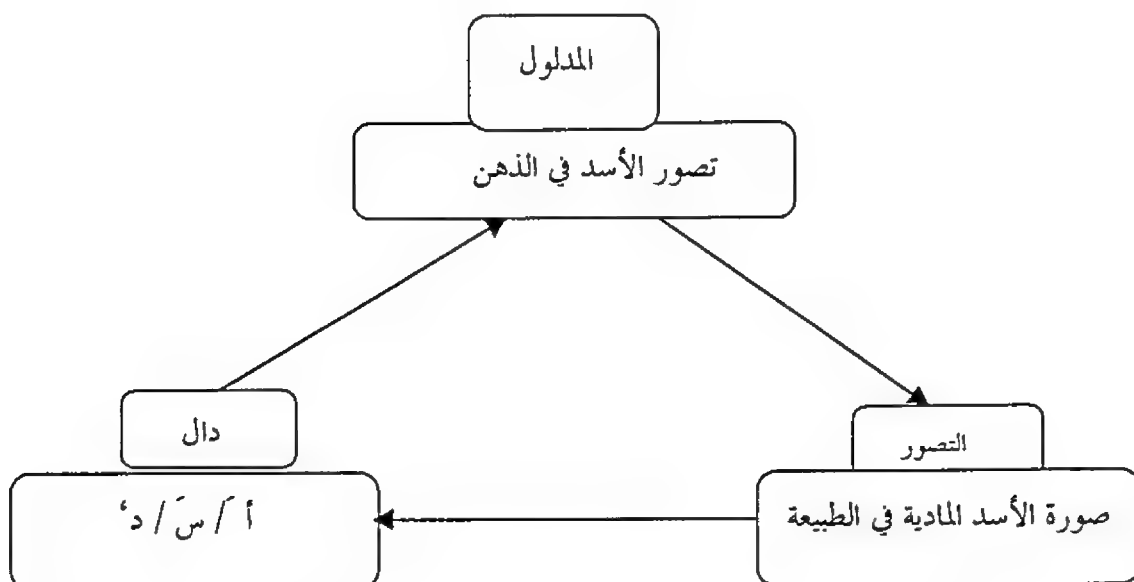 المدلول
تصور الأسد في الذهن
دال
التصور
أ َ / سَ / د ُ
صورة الأسد المادية في الطبيعة